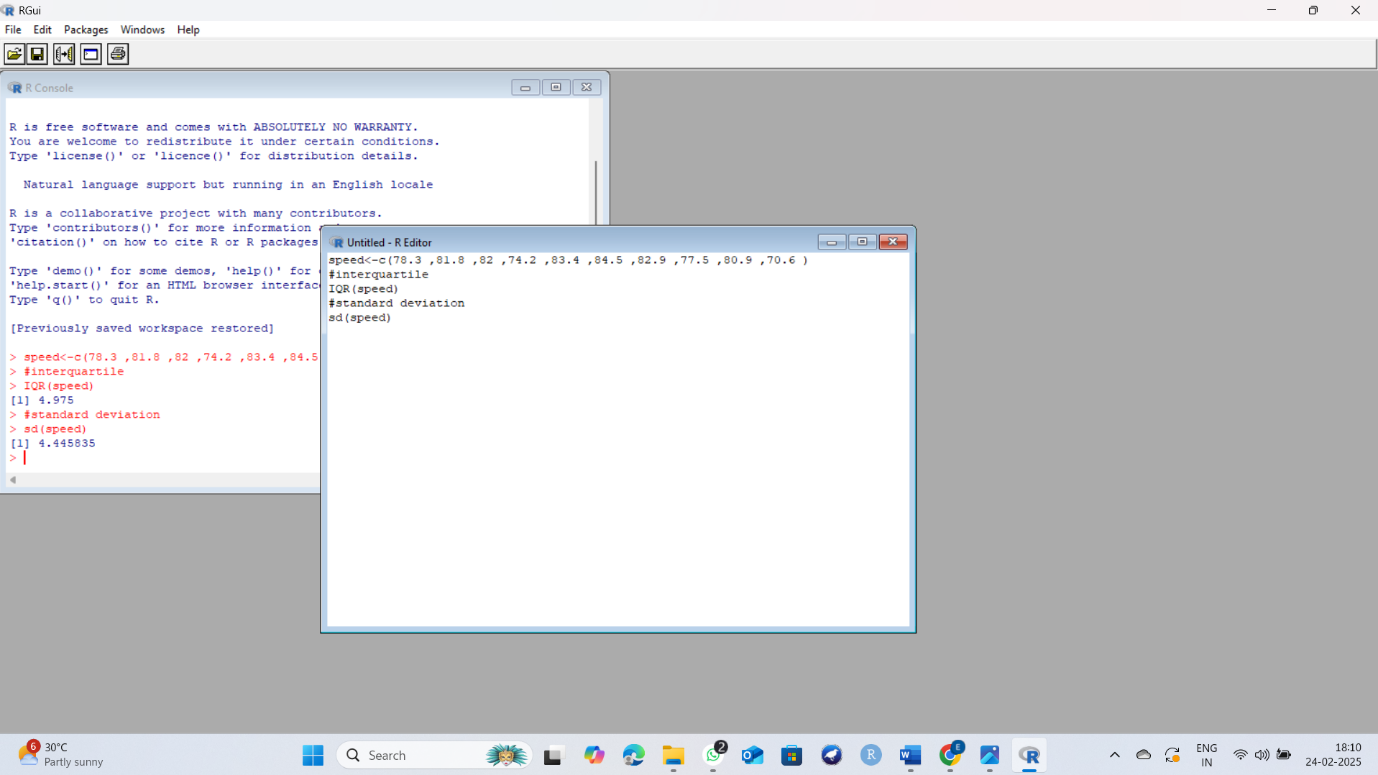 RGui
File Edit Packages Windows Help
R Console
R is free software and comes with ABSOLUTELY NO WARRANTY.
You are welcome to redistribute it under certain conditions.
Type 'license()' or 'licence()' for distribution details.
Natural language support but running in an English locale
R is a collaborative project with many contributors.
Type 'contributors()' for more information
'citation()' on how to cite R or R packages
Type 'demo()' for some demos, 'help()' for
'help.start()' for an HTML browser interface
Type 'q()' to quit R.
[Previously saved workspace restored]
> speed<-c(78.3 ,81.8 ,82 ,74.2 ,83.4 ,84.5
> #interquartile
> IQR(speed)
[1] 4.975
> #standard deviation
> sd(speed)
[1] 4.445835
>
Untitled - R Editor
speed<-c(78.3 ,81.8 ,82 ,74.2 ,83.4 ,84.5 ,82.9 ,77.5 ,80.9 ,70.6 )
#interquartile
IQR(speed)
#standard deviation
sd(speed)
6
30°C
Partly sunny
Search
2
E
ENG
IN
18:10
24-02-2025